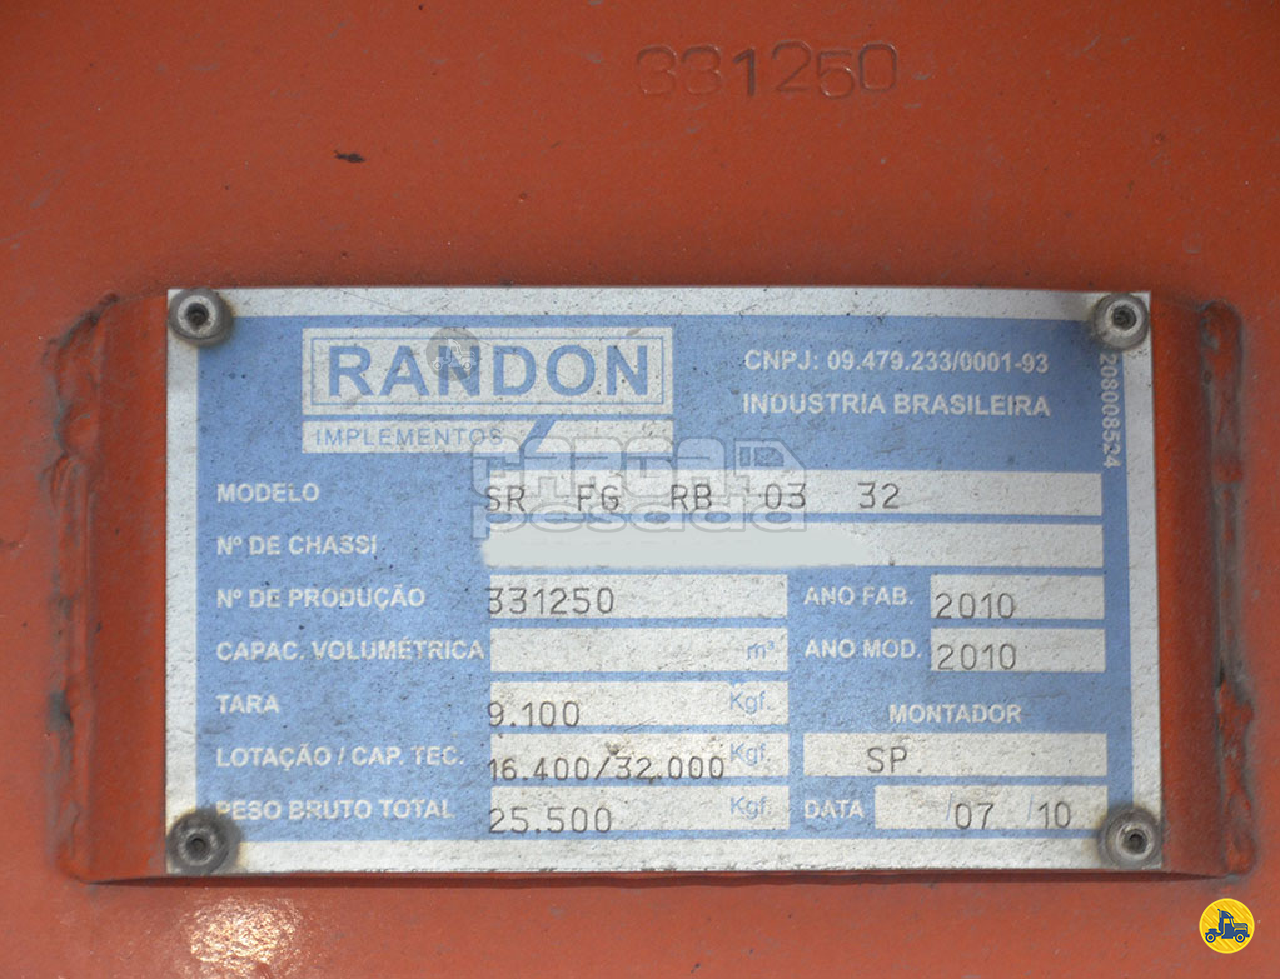 331250
RANDON
IMPLEMENTOS
CNPJ: 09.479.233/0001-93
INDUSTRIA BRASILEIRA
208008524
CARGA
pesada
MODELO SR FG RB 03 32
Nº DE CHASSI
Nº DE PRODUÇÃO 331250 ANO FAB. 2010
CAPAC. VOLUMÉTRICA m³ ANO MOD. 2010
TARA 9.100 Kgf. MONTADOR
LOTAÇÃO / CAP. TEC. 16.400/32.000 Kgf. SP
PESO BRUTO TOTAL 25.500 Kgf. DATA /07 /10